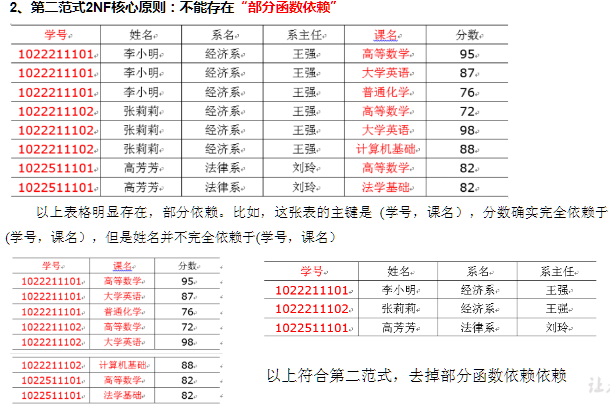 2、第二范式2NF核心原则：不能存在“部分函数依赖”
学号 姓名 系名 系主任 课名 分数
1022211101 李小明 经济系 王强 高等数学 95
1022211101 李小明 经济系 王强 大学英语 87
1022211101 李小明 经济系 王强 普通化学 76
1022211102 张莉莉 经济系 王强 高等数学 72
1022211102 张莉莉 经济系 王强 大学英语 98
1022211102 张莉莉 经济系 王强 计算机基础 88
1022511101 高芳芳 法律系 刘玲 高等数学 82
1022511101 高芳芳 法律系 刘玲 法学基础 82
以上表格明显存在，部分依赖。比如，这张表的主键是 (学号，课名)，分数确实完全依赖于
(学号，课名)，但是姓名并不完全依赖于(学号，课名）
学号 课名 分数
1022211101 高等数学 95
1022211101 大学英语 87
1022211101 普通化学 76
1022211102 高等数学 72
1022211102 大学英语 98
1022211102 计算机基础 88
1022511101 高等数学 82
1022511101 法学基础 82
学号 姓名 系名 系主任
1022211101 李小明 经济系 王强
1022211102 张莉莉 经济系 王强
1022511101 高芳芳 法律系 刘玲
以上符合第二范式，去掉部分函数依赖依赖
让